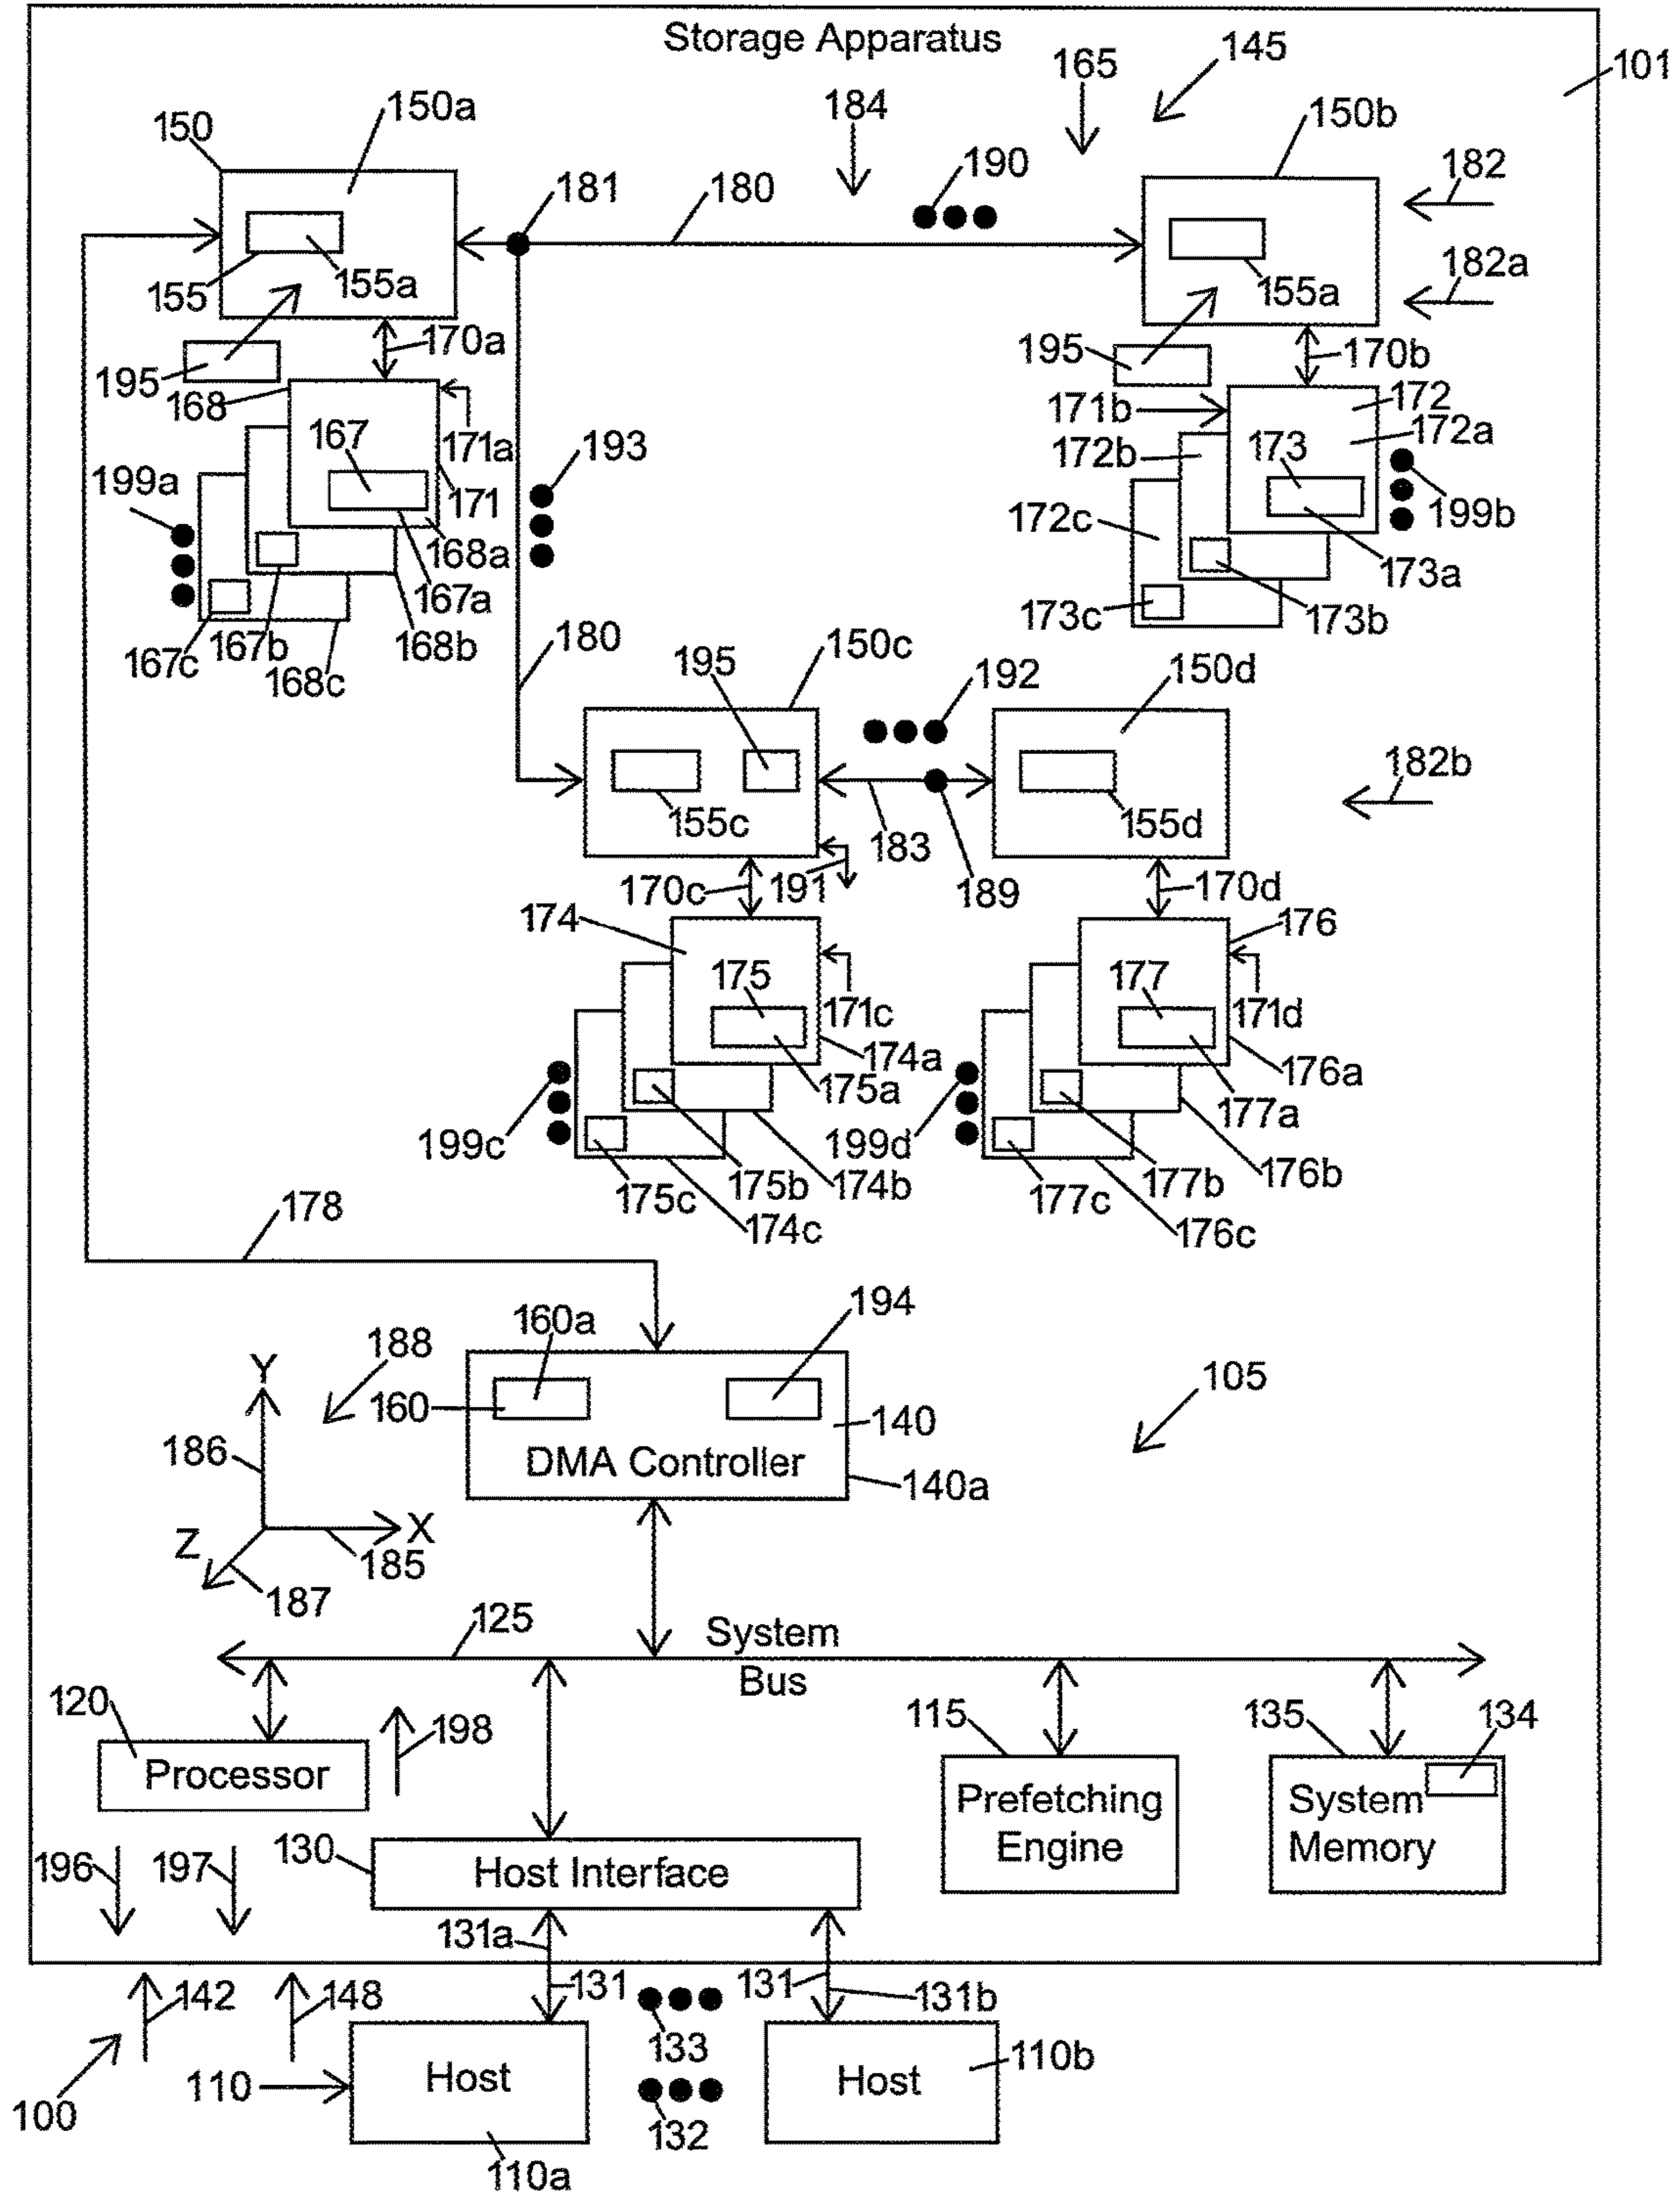 Storage Apparatus
165
145
101
184
150
150a
150b
190
182
181
180
155
155a
155a
182a
170a
195
195
170b
168
171b
172
172a
167
171a
193
172b
173
199a
171
172c
199b
168a
173a
167a
173c
173b
167c
167b
168b
168c
180
195
150c
192
150d
182b
155c
183
155d
170c
191
189
170d
174
176
175
177
171c
171d
174a
176a
175a
177a
199c
199d
175c
175b
174b
177c
177b
176b
174c
176c
178
160a
194
188
Y
160
140
105
186
DMA Controller
140a
Z
X
185
187
125
System
Bus
120
198
115
135
134
Processor
Prefetching
Engine
System
Memory
196
197
130
Host Interface
131a
142
148
131
131
131b
133
100
110
Host
Host
110b
132
110a